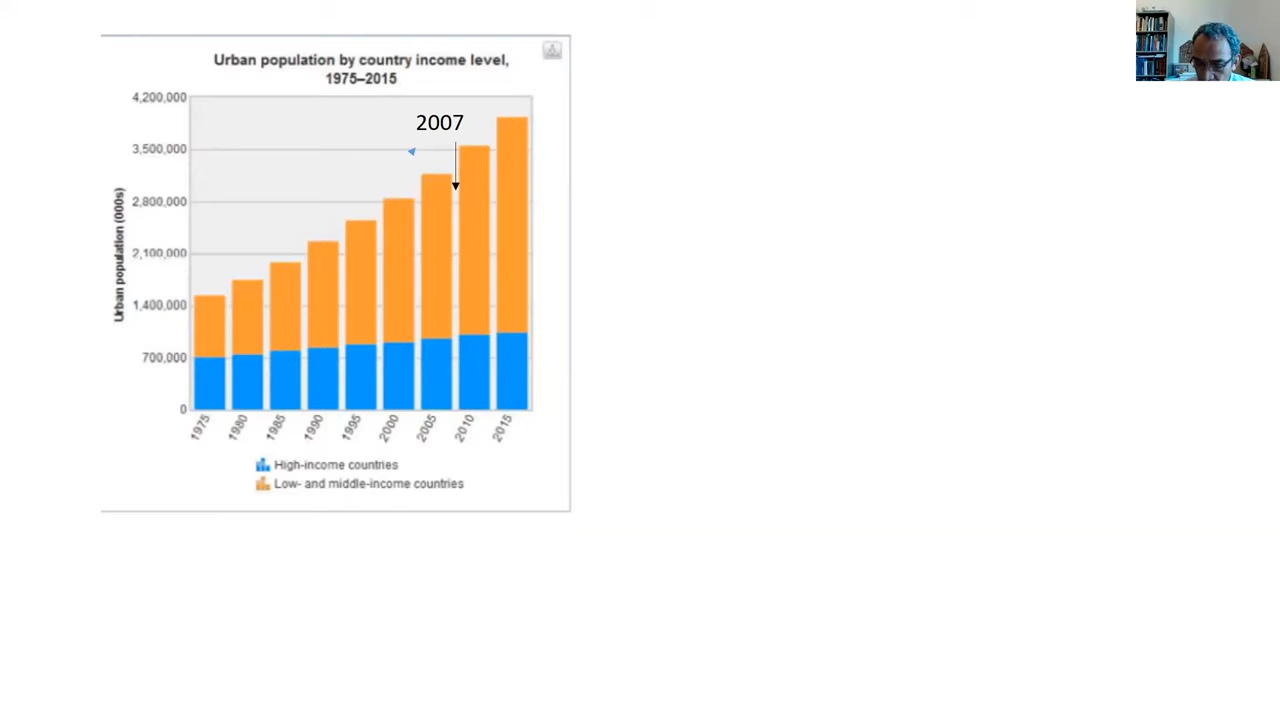 Urban population by country income level,
1975–2015
4,200,000
2007
3,500,000
2,800,000
2,100,000
1,400,000
700,000
0
Urban population (000s)
1975 1980 1985 1990 1995 2000 2005 2010 2015
High-income countries
Low- and middle-income countries